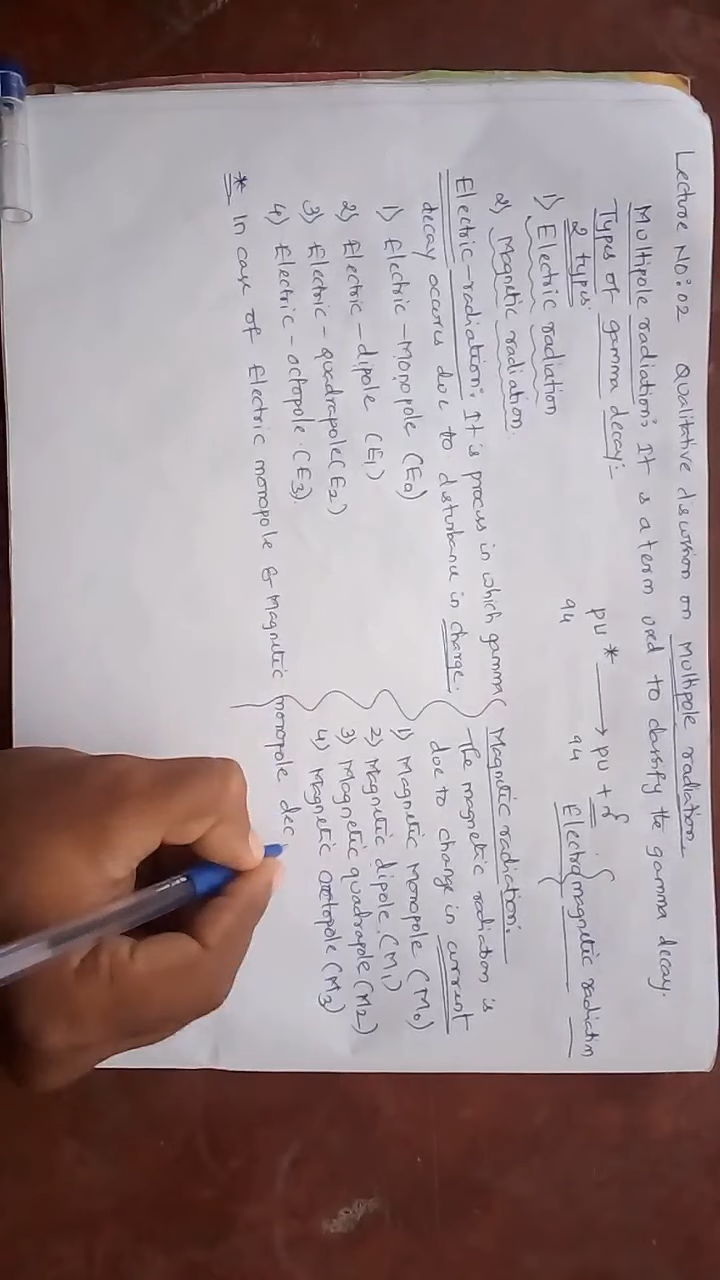 Lecture No:02 Qualitative discussion on multipole radiation
Multipole radiation: It is a term used to classify the gamma decay.
Types of gamma decay:-
2 types
1) Electric radiation
2) Magnetic radiation.
PU* → PU +
94 94
Electromagnetic radiatin
Electric-radiation: It is process in which gamma
decay occurs due to disturbance in charge.
1) Electric-Monopole (E0)
2) Electric-dipole (E1)
3) Electric-quadrapole (E2)
4) Electric-octopole. (E3).
Magnetic radiation:
The magnetic radiation is
due to change in current
1) Magnetic Monopole (M0)
2) Magnetic dipole. (M1)
3) Magnetic quadrapole (M2)
4) Magnetic octopole (M3)
* In case of Electric monopole & Magnetic monopole dec